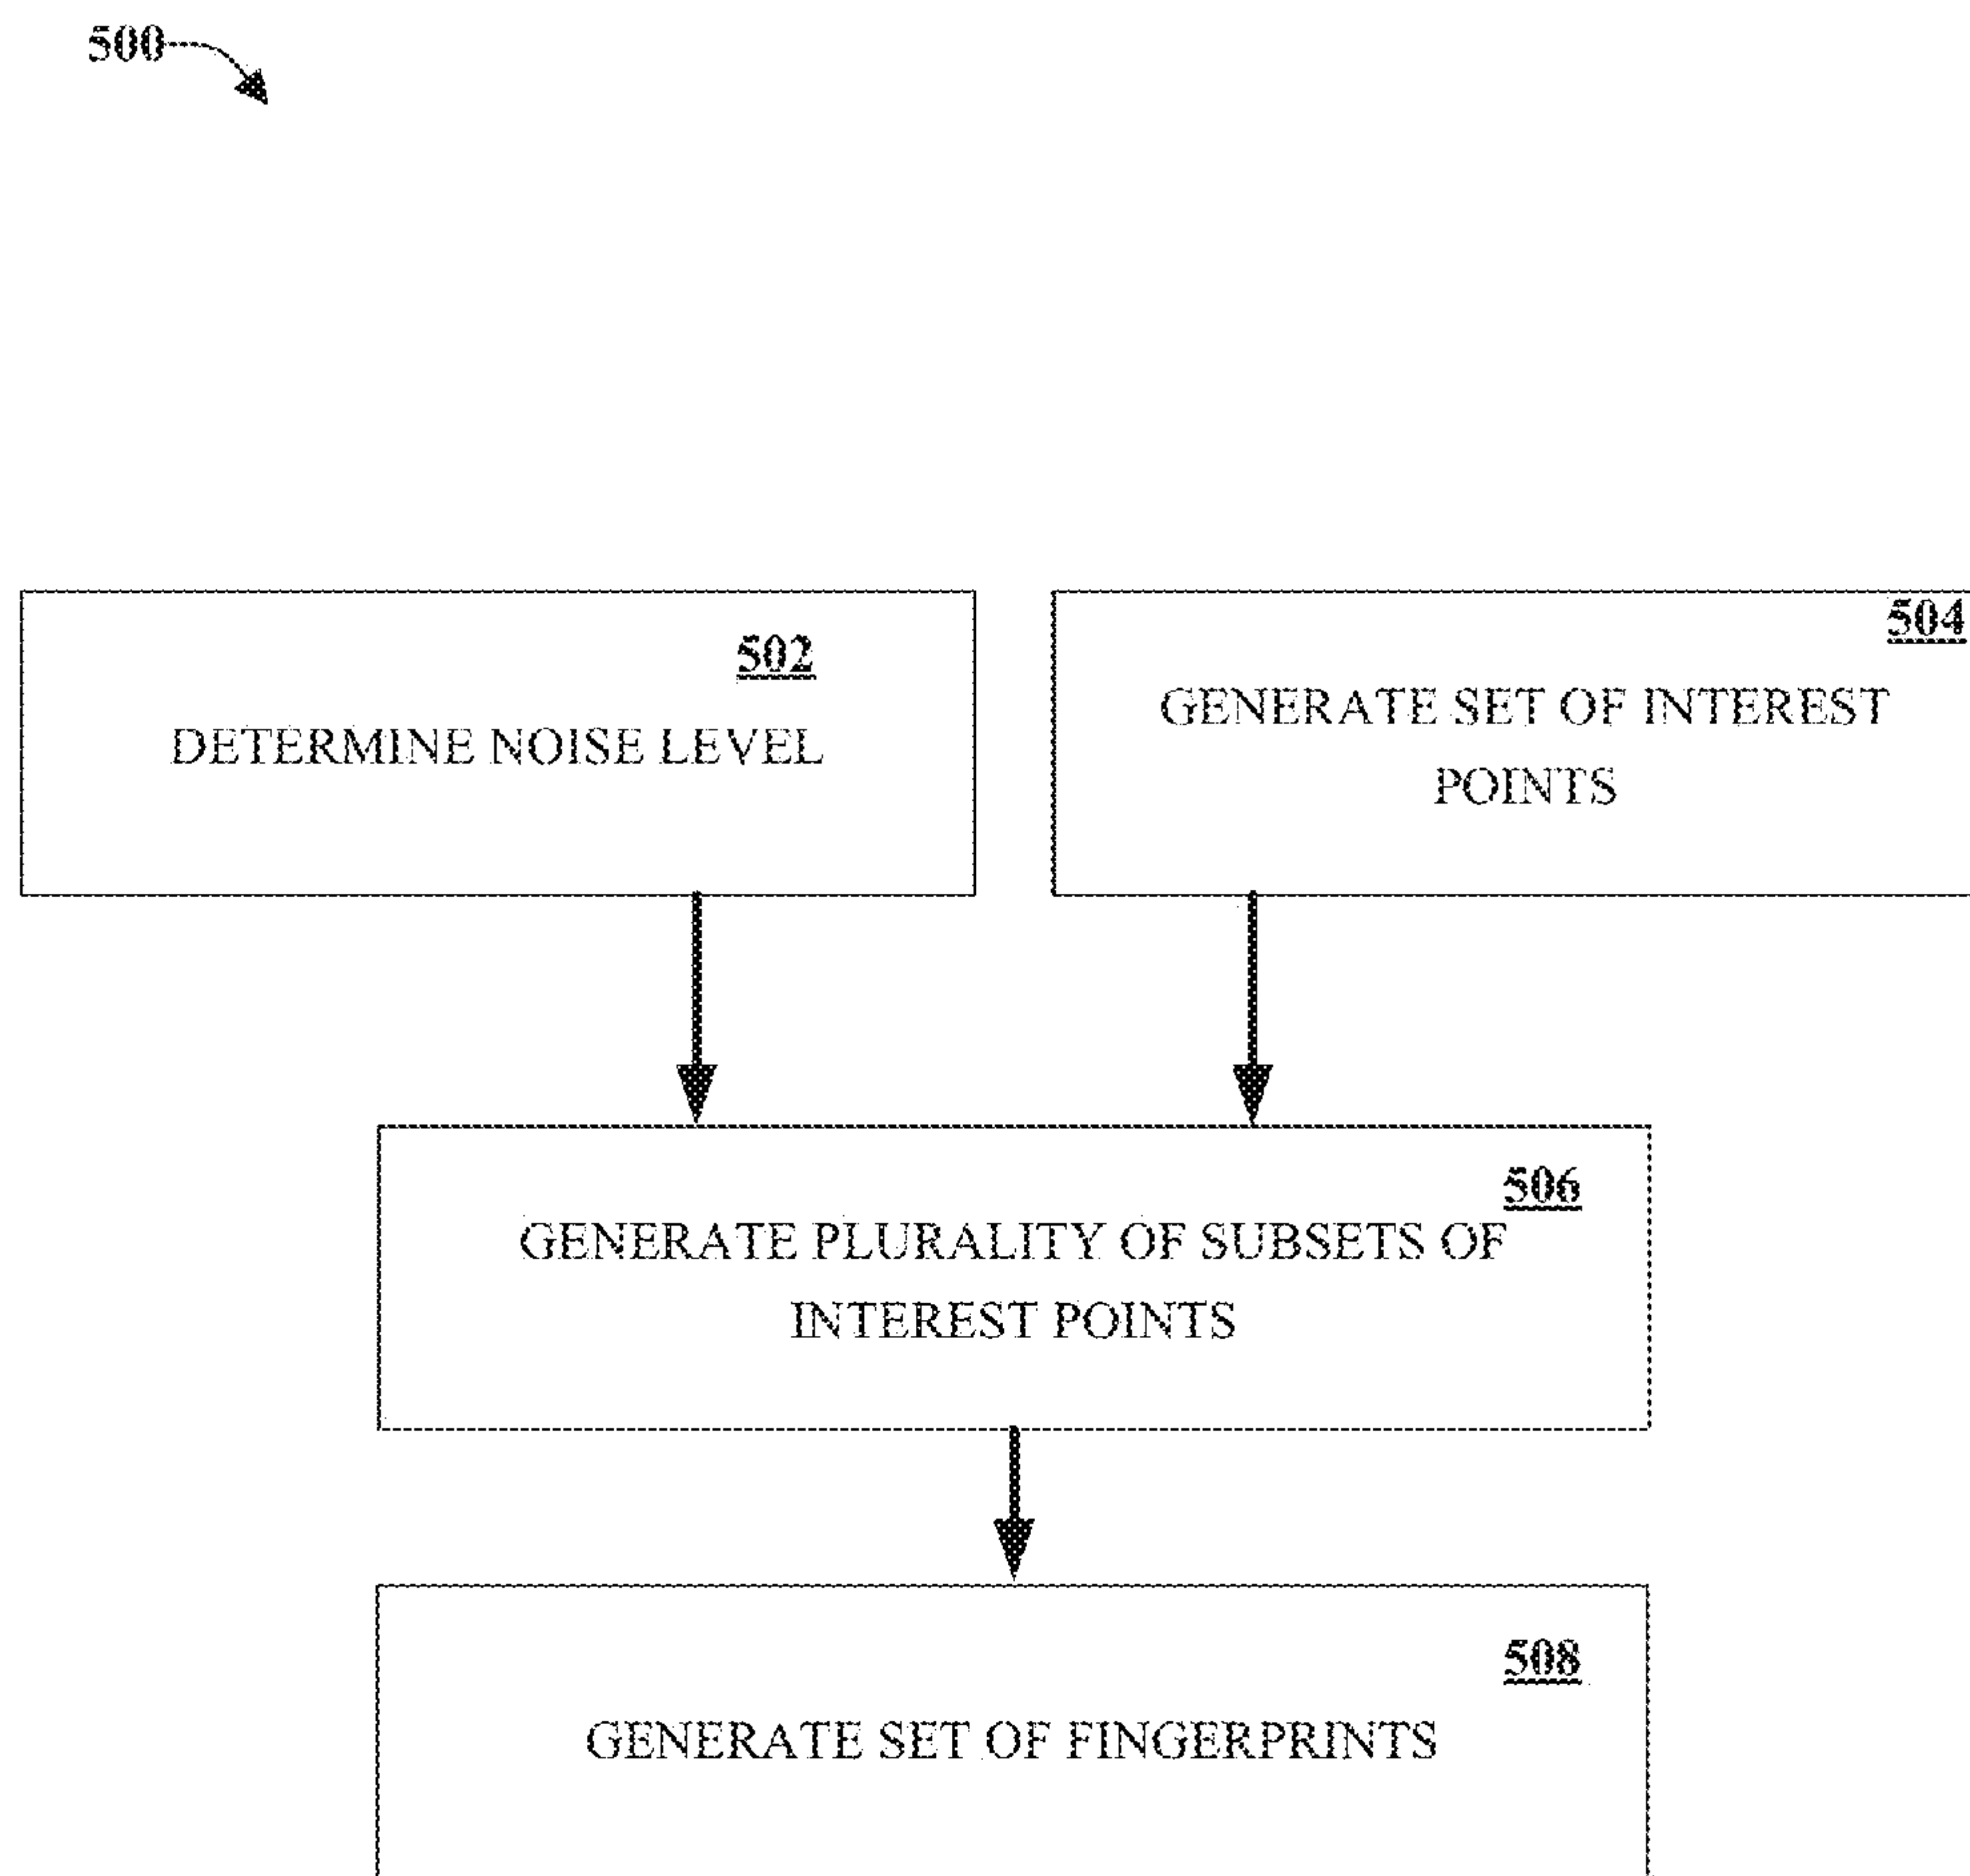 500
502
DETERMINE NOISE LEVEL
504
GENERATE SET OF INTEREST
POINTS
506
GENERATE PLURALITY OF SUBSETS OF
INTEREST POINTS
508
GENERATE SET OF FINGERPRINTS